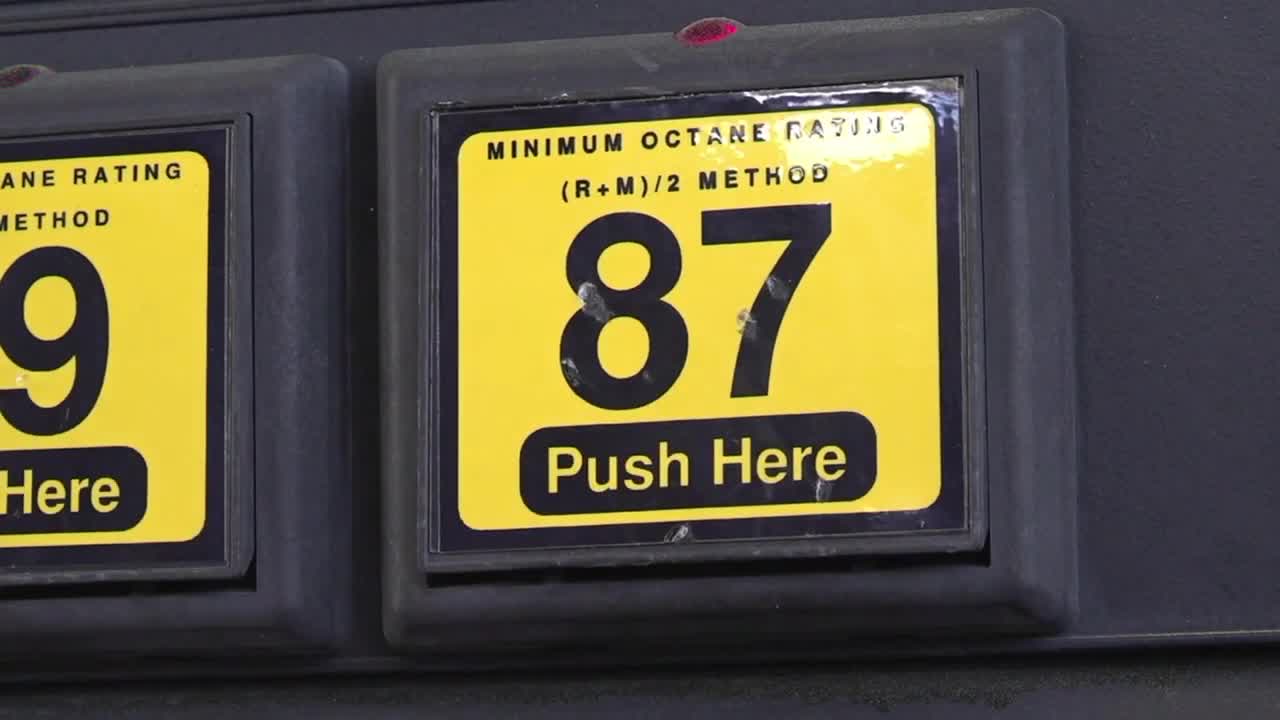 ANE RATING
METHOD
9
Here
MINIMUM OCTANE RATING
(R+M)/2 METHOD
87
Push Here